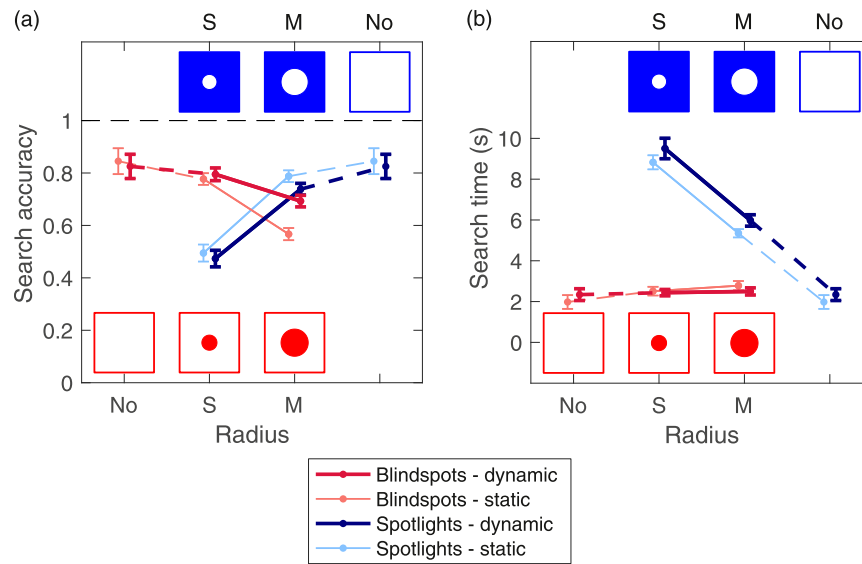 (a)
S M No
1
0.8
0.6
0.4
0.2
0
Search accuracy
No S M
Radius
(b)
S M No
10
8
6
4
2
0
Search time (s)
No S M
Radius
Blindspots - dynamic
Blindspots - static
Spotlights - dynamic
Spotlights - static